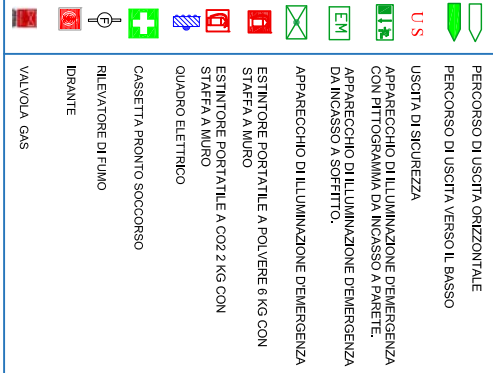 PERCORSO DI USCITA ORIZZONTALE
PERCORSO DI USCITA VERSO IL BASSO
U S
USCITA DI SICUREZZA
APPARECCHIO DI ILLUMINAZIONE D'EMERGENZA
CON PITTOGRAMMA DA INCASSO A PARETE.
EM
APPARECCHIO DI ILLUMINAZIONE D'EMERGENZA
DA INCASSO A SOFFITTO.
APPARECCHIO DI ILLUMINAZIONE D'EMERGENZA
ESTINTORE PORTATILE A POLVERE 6 KG CON
STAFFA A MURO
ESTINTORE PORTATILE A CO2 2 KG CON
STAFFA A MURO
QUADRO ELETTRICO
CASSETTA PRONTO SOCCORSO
F
RILEVATORE DI FUMO
IDRANTE
VALVOLA GAS